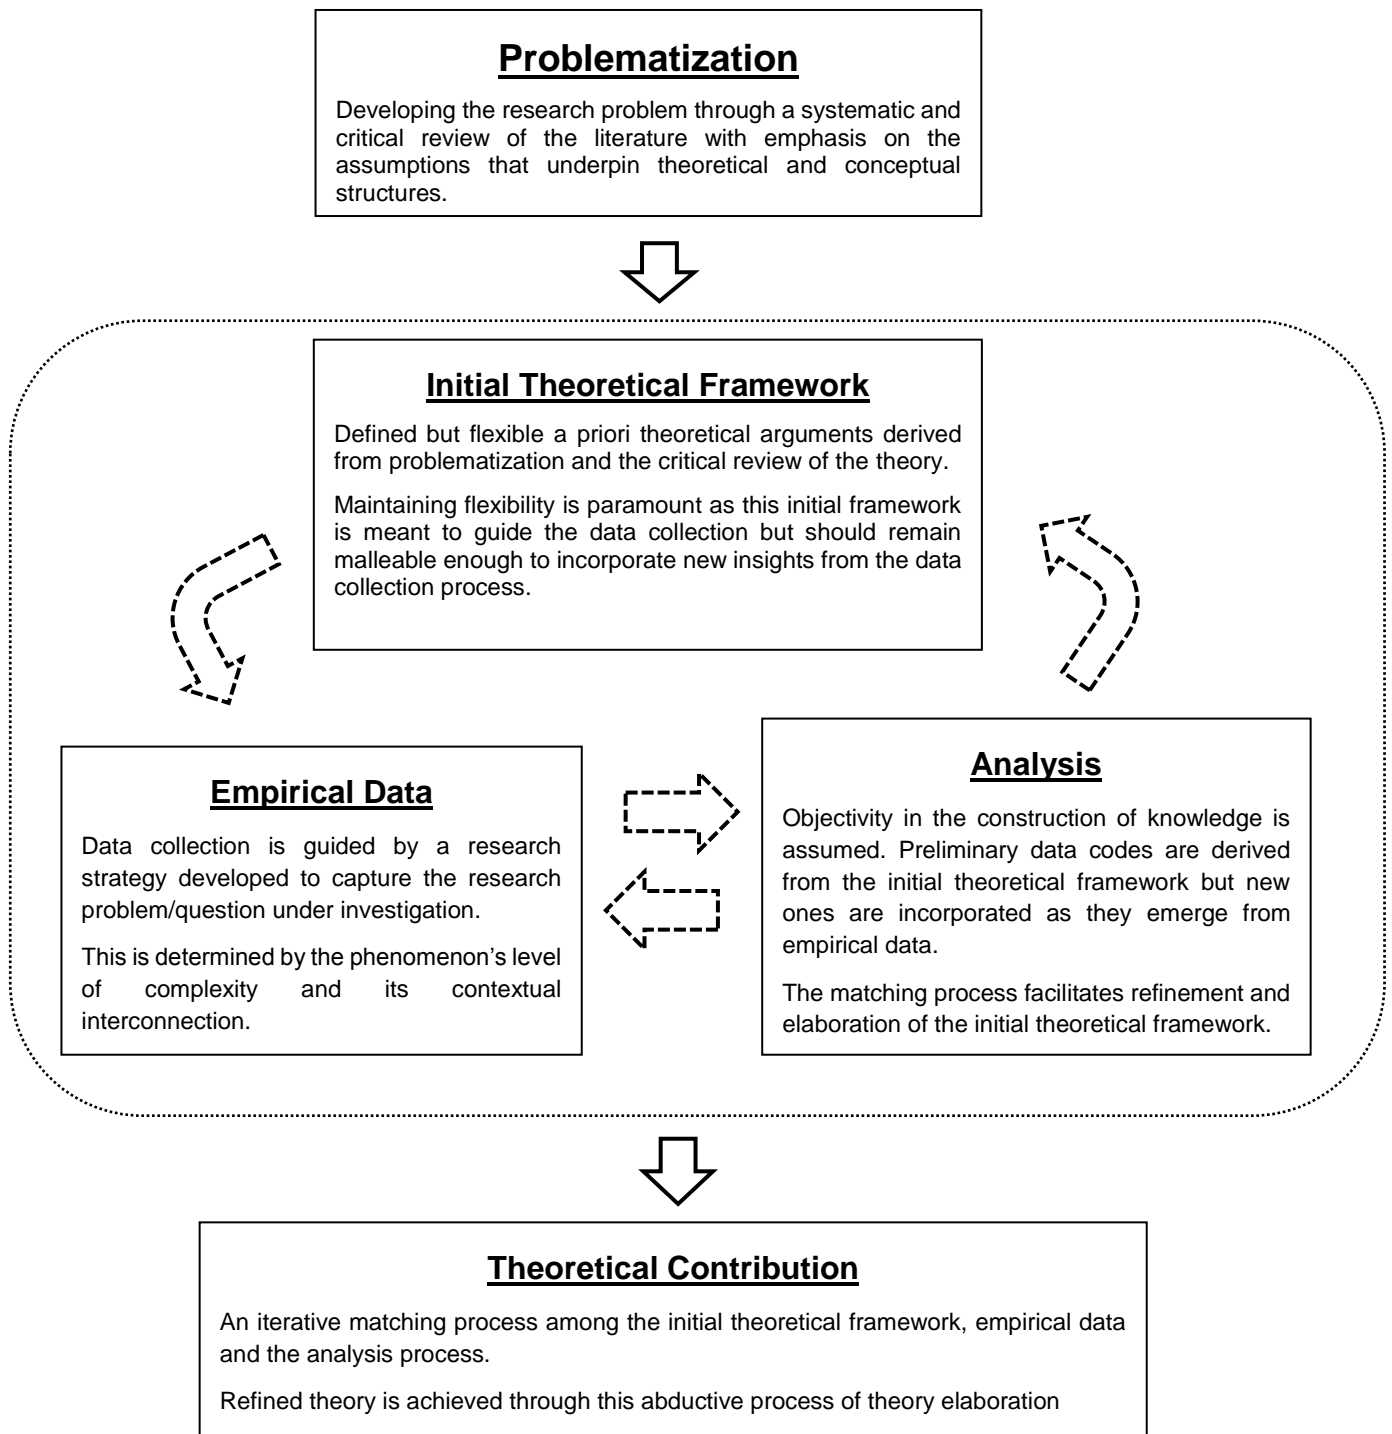 Problematization
Developing the research problem through a systematic and
critical review of the literature with emphasis on the
assumptions that underpin theoretical and conceptual
structures.
Initial Theoretical Framework
Defined but flexible a priori theoretical arguments derived
from problematization and the critical review of the theory.
Maintaining flexibility is paramount as this initial framework
is meant to guide the data collection but should remain
malleable enough to incorporate new insights from the data
collection process.
Empirical Data
Data collection is guided by a research
strategy developed to capture the research
problem/question under investigation.
This is determined by the phenomenon’s level
of complexity and its contextual
interconnection.
Analysis
Objectivity in the construction of knowledge is
assumed. Preliminary data codes are derived
from the initial theoretical framework but new
ones are incorporated as they emerge from
empirical data.
The matching process facilitates refinement and
elaboration of the initial theoretical framework.
Theoretical Contribution
An iterative matching process among the initial theoretical framework, empirical data
and the analysis process.
Refined theory is achieved through this abductive process of theory elaboration